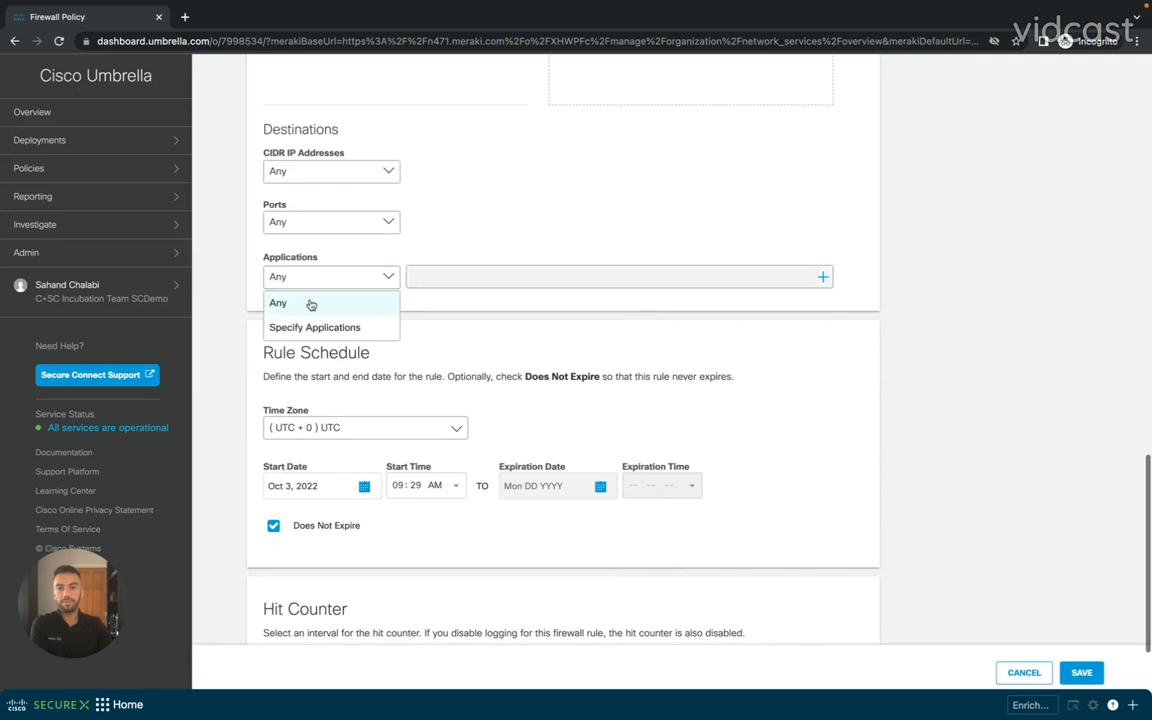 Firewall Policy
vidcast
dashboard.umbrella.com/o/7998534/?merakiBaseUrl=https%3A%2F%2Fn471.meraki.com%2Fo%2FXHWPFc%2Fmanage%2Forganization%2Fnetwork_services%2Foverview&merakiDefaultUrl=...
Incognito
Cisco Umbrella
Overview
Deployments
Policies
Reporting
Investigate
Admin
Sahand Chalabi
C+SC Incubation Team SCDemo
Need Help?
Secure Connect Support
Service Status
All services are operational
Documentation
Support Platform
Learning Center
Cisco Online Privacy Statement
Terms Of Service
© Cisco Systems
Destinations
CIDR IP Addresses
Any
Ports
Any
Applications
Any
Any
Specify Applications
Rule Schedule
Define the start and end date for the rule. Optionally, check Does Not Expire so that this rule never expires.
Time Zone
( UTC + 0 ) UTC
Start Date Start Time Expiration Date Expiration Time
Oct 3, 2022 09 : 29 AM TO Mon DD YYYY -- -- --
Does Not Expire
Hit Counter
Select an interval for the hit counter. If you disable logging for this firewall rule, the hit counter is also disabled.
CANCEL SAVE
cisco SECUREX Home Enrich...